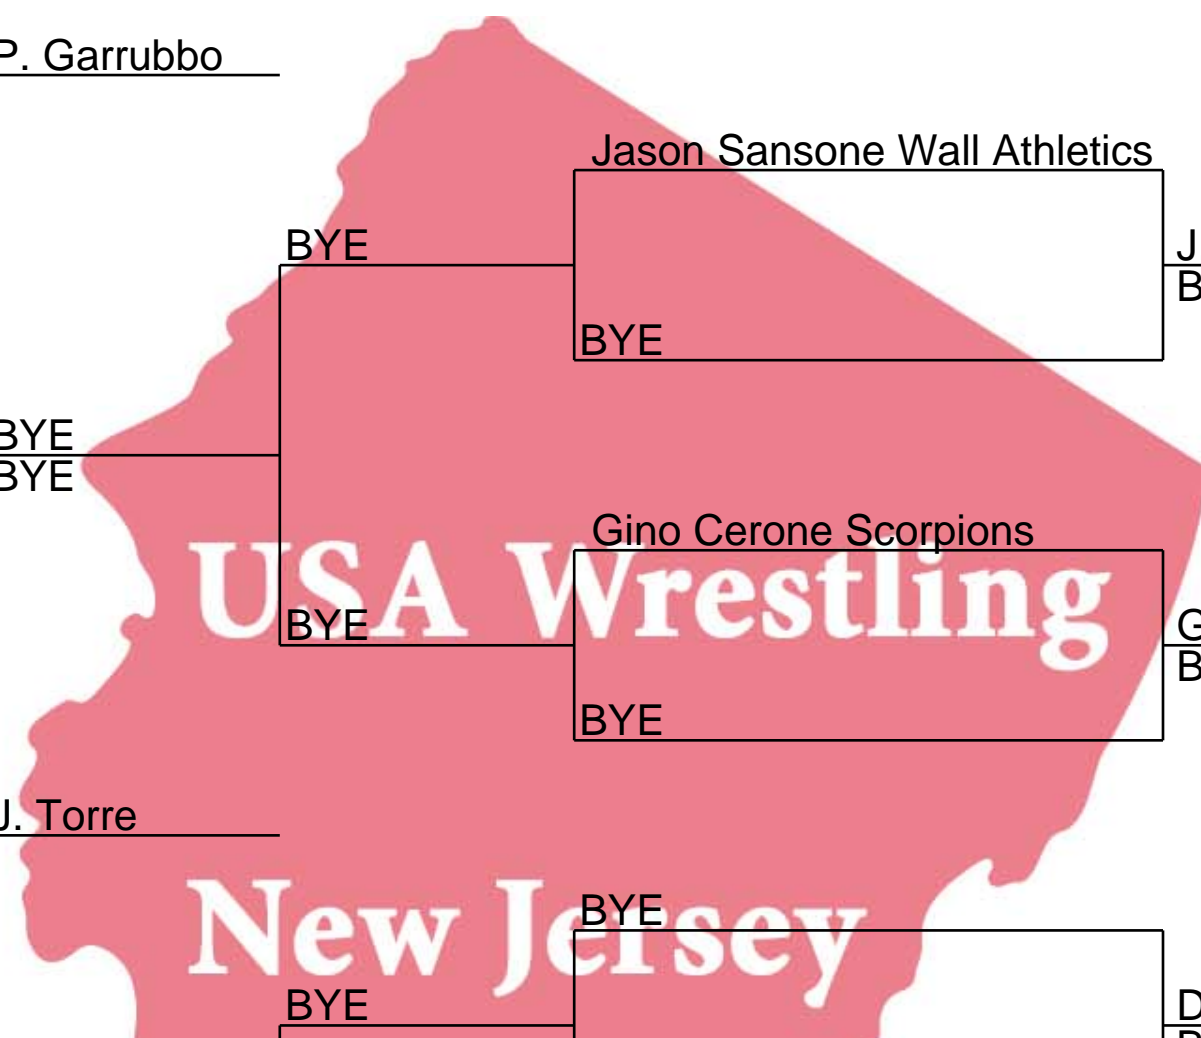 P. Garrubbo
Jason Sansone Wall Athletics
BYE
J
B
BYE
BYE
BYE
Gino Cerone Scorpions
USA Wrestling
BYE
G
B
BYE
J. Torre
BYE
New Jersey
BYE
D